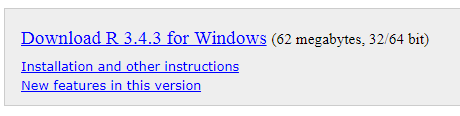 Download R 3.4.3 for Windows (62 megabytes, 32/64 bit)
Installation and other instructions
New features in this version